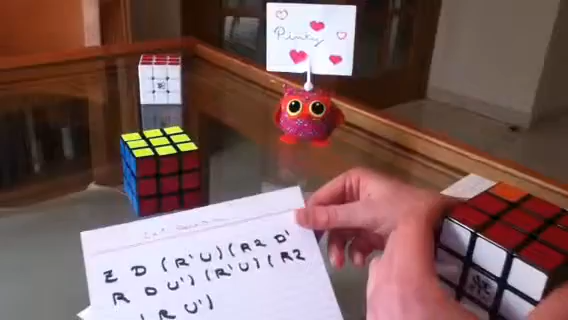 Pinky
Z D (R'U) (R2 D'
R D U') (R'U) (R2
R U')